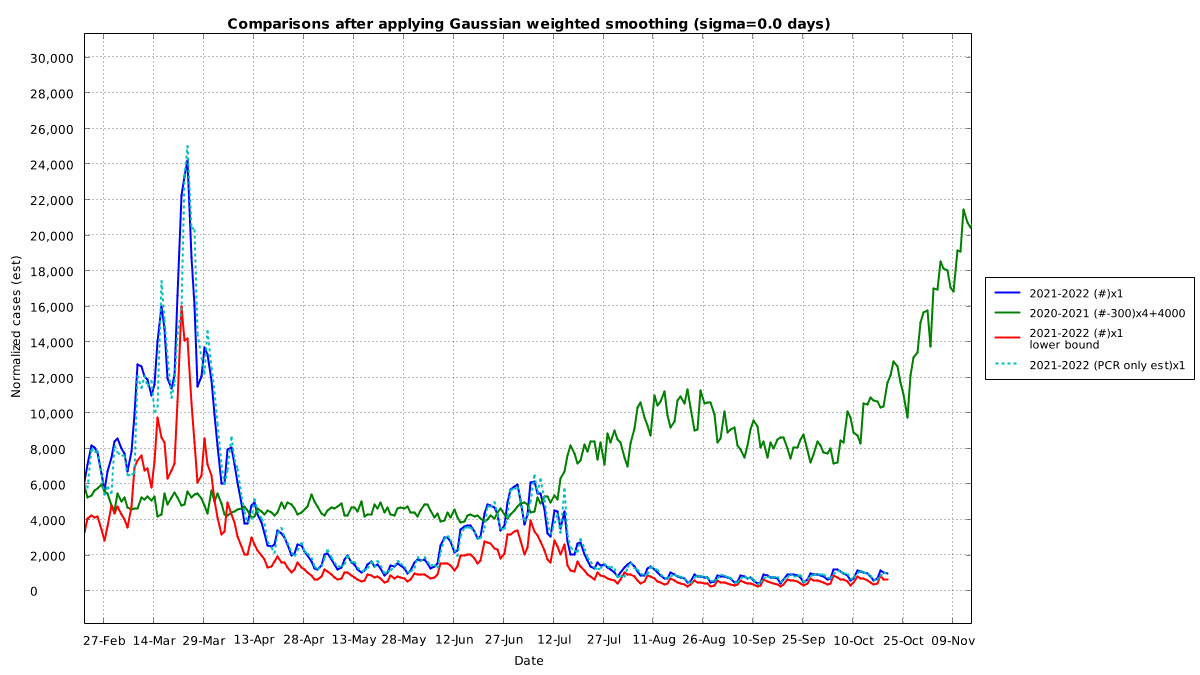 Comparisons after applying Gaussian weighted smoothing (sigma=0.0 days)
30,000
28,000
26,000
24,000
22,000
20,000
18,000
16,000
14,000
12,000
10,000
8,000
6,000
4,000
2,000
0
Normalized cases (est)
27-Feb 14-Mar 29-Mar 13-Apr 28-Apr 13-May 28-May 12-Jun 27-Jun 12-Jul 27-Jul 11-Aug 26-Aug 10-Sep 25-Sep 10-Oct 25-Oct 09-Nov
Date
2021-2022 (#)x1
2020-2021 (#-300)x4+4000
2021-2022 (#)x1
lower bound
2021-2022 (PCR only est)x1